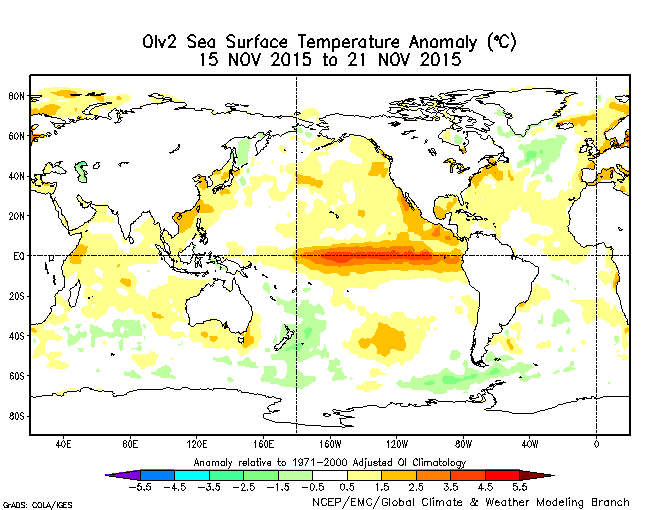 OIv2 Sea Surface Temperature Anomaly (°C)
15 NOV 2015 to 21 NOV 2015
80N
60N
40N
20N
EQ
20S
40S
60S
80S
40E 80E 120E 160E 160W 120W 80W 40W 0
Anomaly relative to 1971-2000 Adjusted OI Climatology
-5.5 -4.5 -3.5 -2.5 -1.5 -0.5 0.5 1.5 2.5 3.5 4.5 5.5
GrADS: COLA/IGES
NCEP/EMC/Global Climate & Weather Modeling Branch